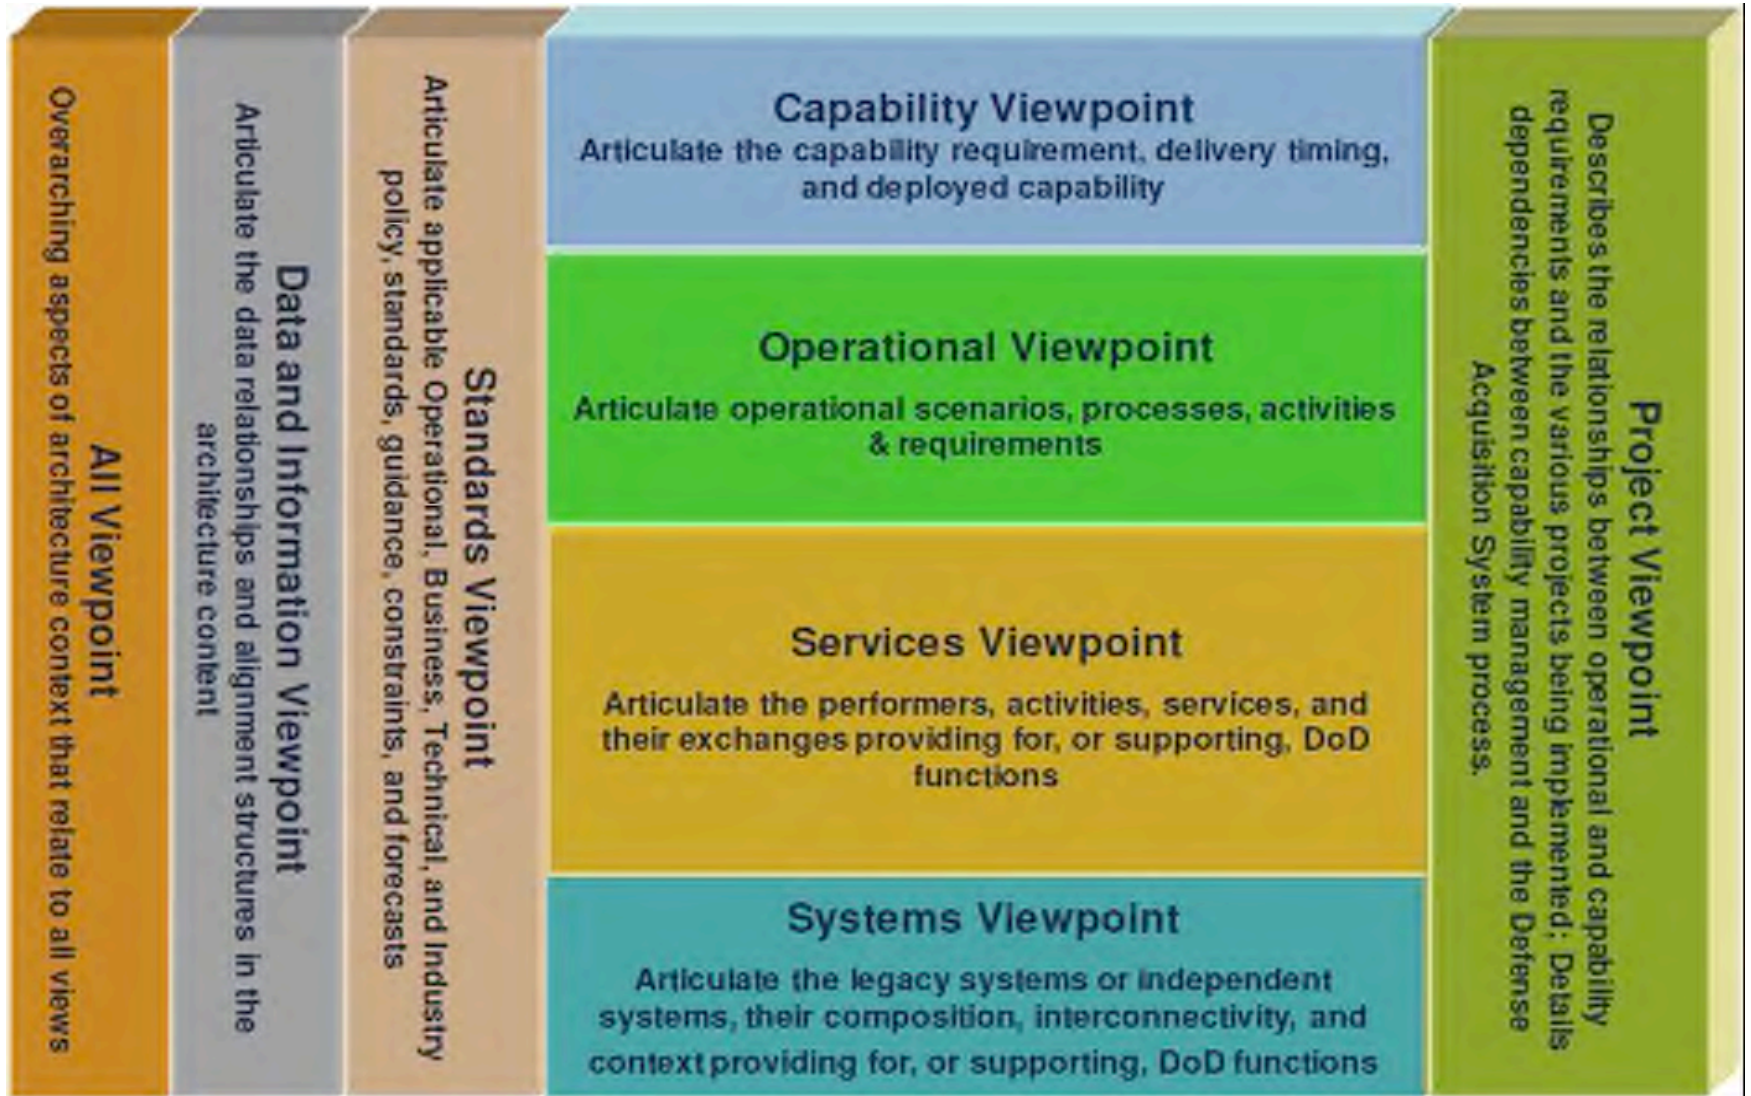 All Viewpoint
Overarching aspects of architecture context that relate to all views
Data and Information Viewpoint
Articulate the data relationships and alignment structures in the
architecture content
Standards Viewpoint
Articulate applicable Operational, Business, Technical, and Industry
policy, standards, guidance, constraints, and forecasts
Capability Viewpoint
Articulate the capability requirement, delivery timing,
and deployed capability
Operational Viewpoint
Articulate operational scenarios, processes, activities
& requirements
Services Viewpoint
Articulate the performers, activities, services, and
their exchanges providing for, or supporting, DoD
functions
Systems Viewpoint
Articulate the legacy systems or independent
systems, their composition, interconnectivity, and
context providing for, or supporting, DoD functions
Project Viewpoint
Describes the relationships between operational and capability
requirements and the various projects being implemented; Details
dependencies between capability management and the Defense
Acquisition System process.